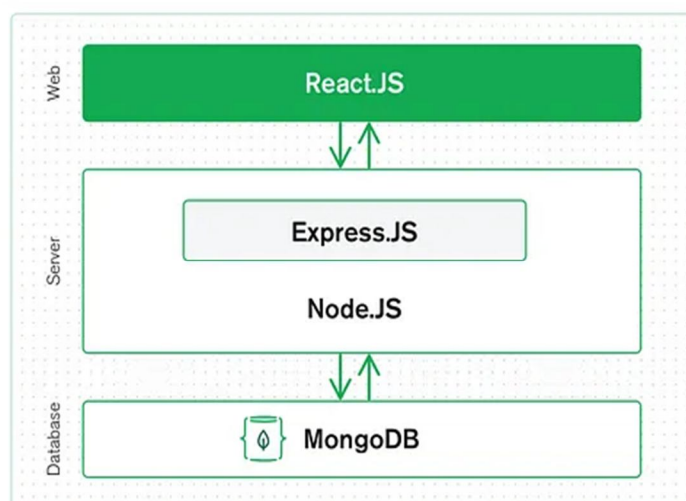 Web
React.JS
Server
Express.JS
Node.JS
Database
MongoDB